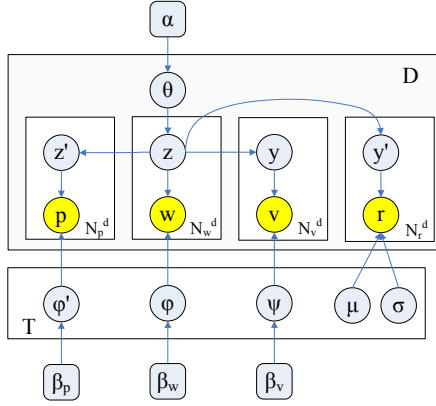 α
D
θ
z' z y y'
p w v r
N_p^d N_w^d N_v^d N_r^d
φ' φ ψ μ σ
T
β_p β_w β_v